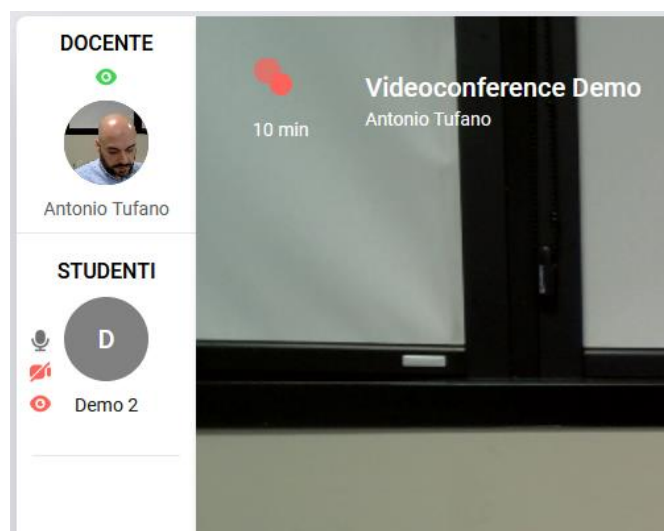 DOCENTE
Antonio Tufano
STUDENTI
D
Demo 2
10 min
Videoconference Demo
Antonio Tufano